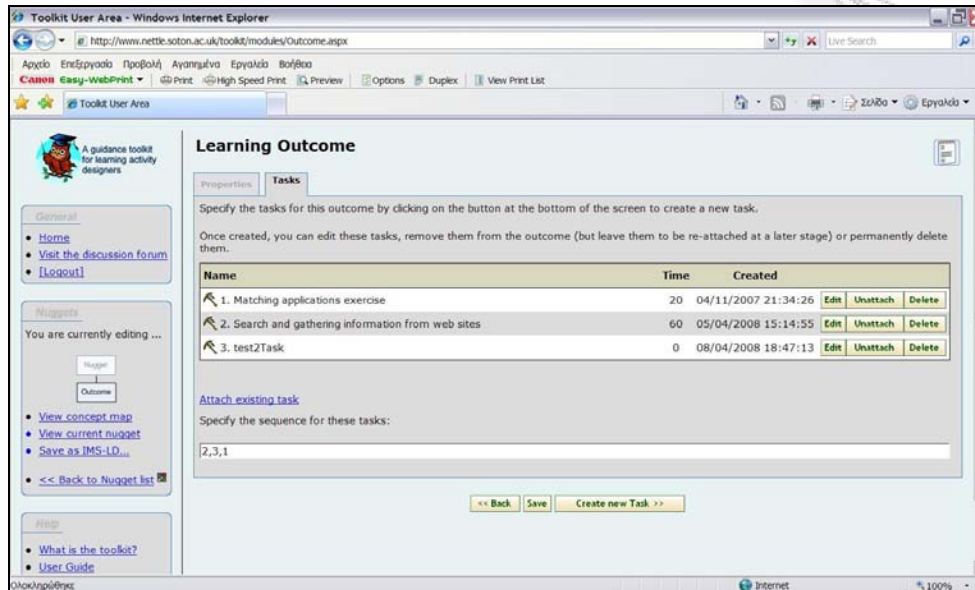 Toolkit User Area - Windows Internet Explorer
http://www.nettle.soton.ac.uk/toolkit/modules/Outcome.aspx
Live Search
Αρχείο Επεξεργασία Προβολή Αγαπημένα Εργαλεία Βοήθεια
Canon Easy-WebPrint Print High Speed Print Preview Options Duplex View Print List
Toolkit User Area
Σελίδα Εργαλεία
A guidance toolkit
for learning activity
designers
General
Home
Visit the discussion forum
[Logout]
Nuggets
You are currently editing ...
Nugget
Outcome
View concept map
View current nugget
Save as IMS-LD...
<< Back to Nugget list
Help
What is the toolkit?
User Guide
Learning Outcome
Properties Tasks
Specify the tasks for this outcome by clicking on the button at the bottom of the screen to create a new task.
Once created, you can edit these tasks, remove them from the outcome (but leave them to be re-attached at a later stage) or permanently delete
them.
Name Time Created
1. Matching applications exercise 20 04/11/2007 21:34:26 Edit Unattach Delete
2. Search and gathering information from web sites 60 05/04/2008 15:14:55 Edit Unattach Delete
3. test2Task 0 08/04/2008 18:47:13 Edit Unattach Delete
Attach existing task
Specify the sequence for these tasks:
2,3,1
<< Back Save Create new Task >>
Ολοκληρώθηκε Internet 100%